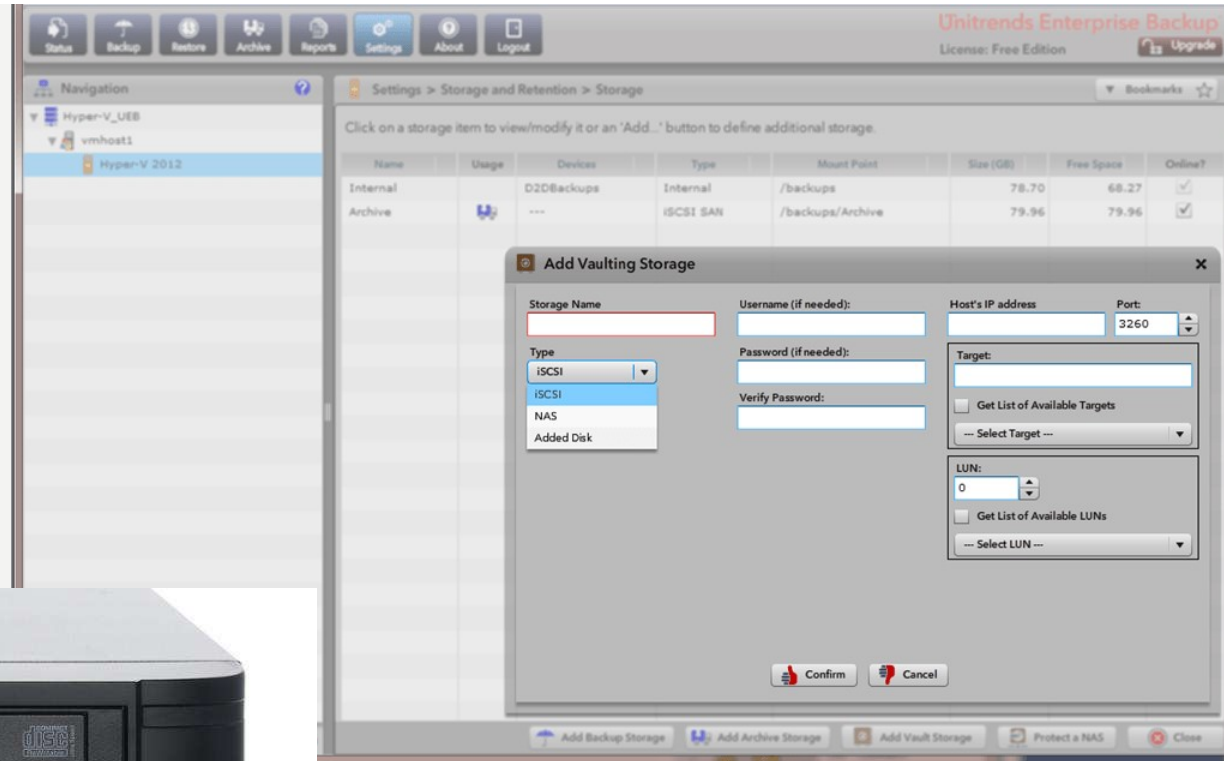 Unitrends Enterprise Backup
Status Backup Restore Archive Reports Settings About Logout
License: Free Edition Upgrade
Navigation
Settings > Storage and Retention > Storage
Bookmarks
Hyper-V_UEB
vmhost1
Hyper-V 2012
Click on a storage item to view/modify it or an 'Add...' button to define additional storage.
Name Usage Devices Type Mount Point Size (GB) Free Space Online?
Internal D2DBackups Internal /backups 78.70 68.27
Archive --- iSCSI SAN /backups/Archive 79.96 79.96
Add Vaulting Storage
Storage Name Username (if needed): Host's IP address Port:
3260
Type Password (if needed): Target:
iSCSI
iSCSI Verify Password: Get List of Available Targets
NAS
Added Disk --- Select Target ---
LUN:
0
Get List of Available LUNs
--- Select LUN ---
Confirm Cancel
Add Backup Storage Add Archive Storage Add Vault Storage Protect a NAS Close
COMPACT
disc